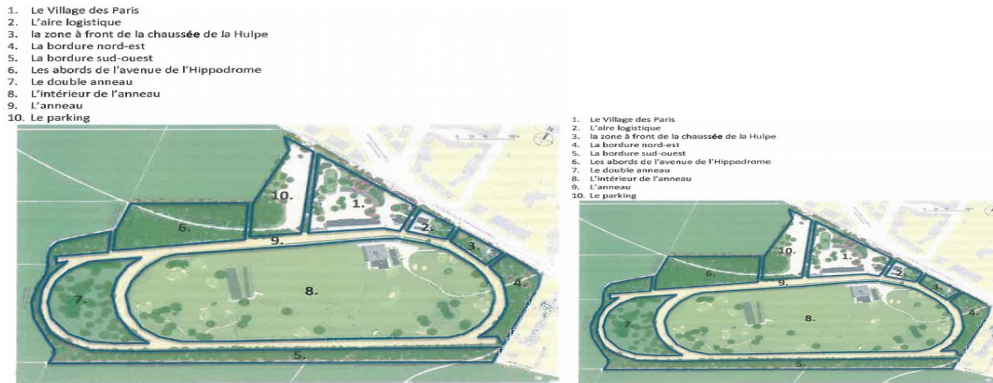 1. Le Village des Paris
2. L'aire logistique
3. la zone à front de la chaussée de la Hulpe
4. La bordure nord-est
5. La bordure sud-ouest
6. Les abords de l'avenue de l'Hippodrome
7. Le double anneau
8. L'intérieur de l'anneau
9. L'anneau
10. Le parking
10.
1.
2.
6.
9.
3.
4.
7.
8.
5.
1. Le Village des Paris
2. L'aire logistique
3. la zone à front de la chaussée de la Hulpe
4. La bordure nord-est
5. La bordure sud-ouest
6. Les abords de l'avenue de l'Hippodrome
7. Le double anneau
8. L'intérieur de l'anneau
9. L'anneau
10. Le parking
10.
1.
2.
6.
9.
3.
4.
7.
8.
5.